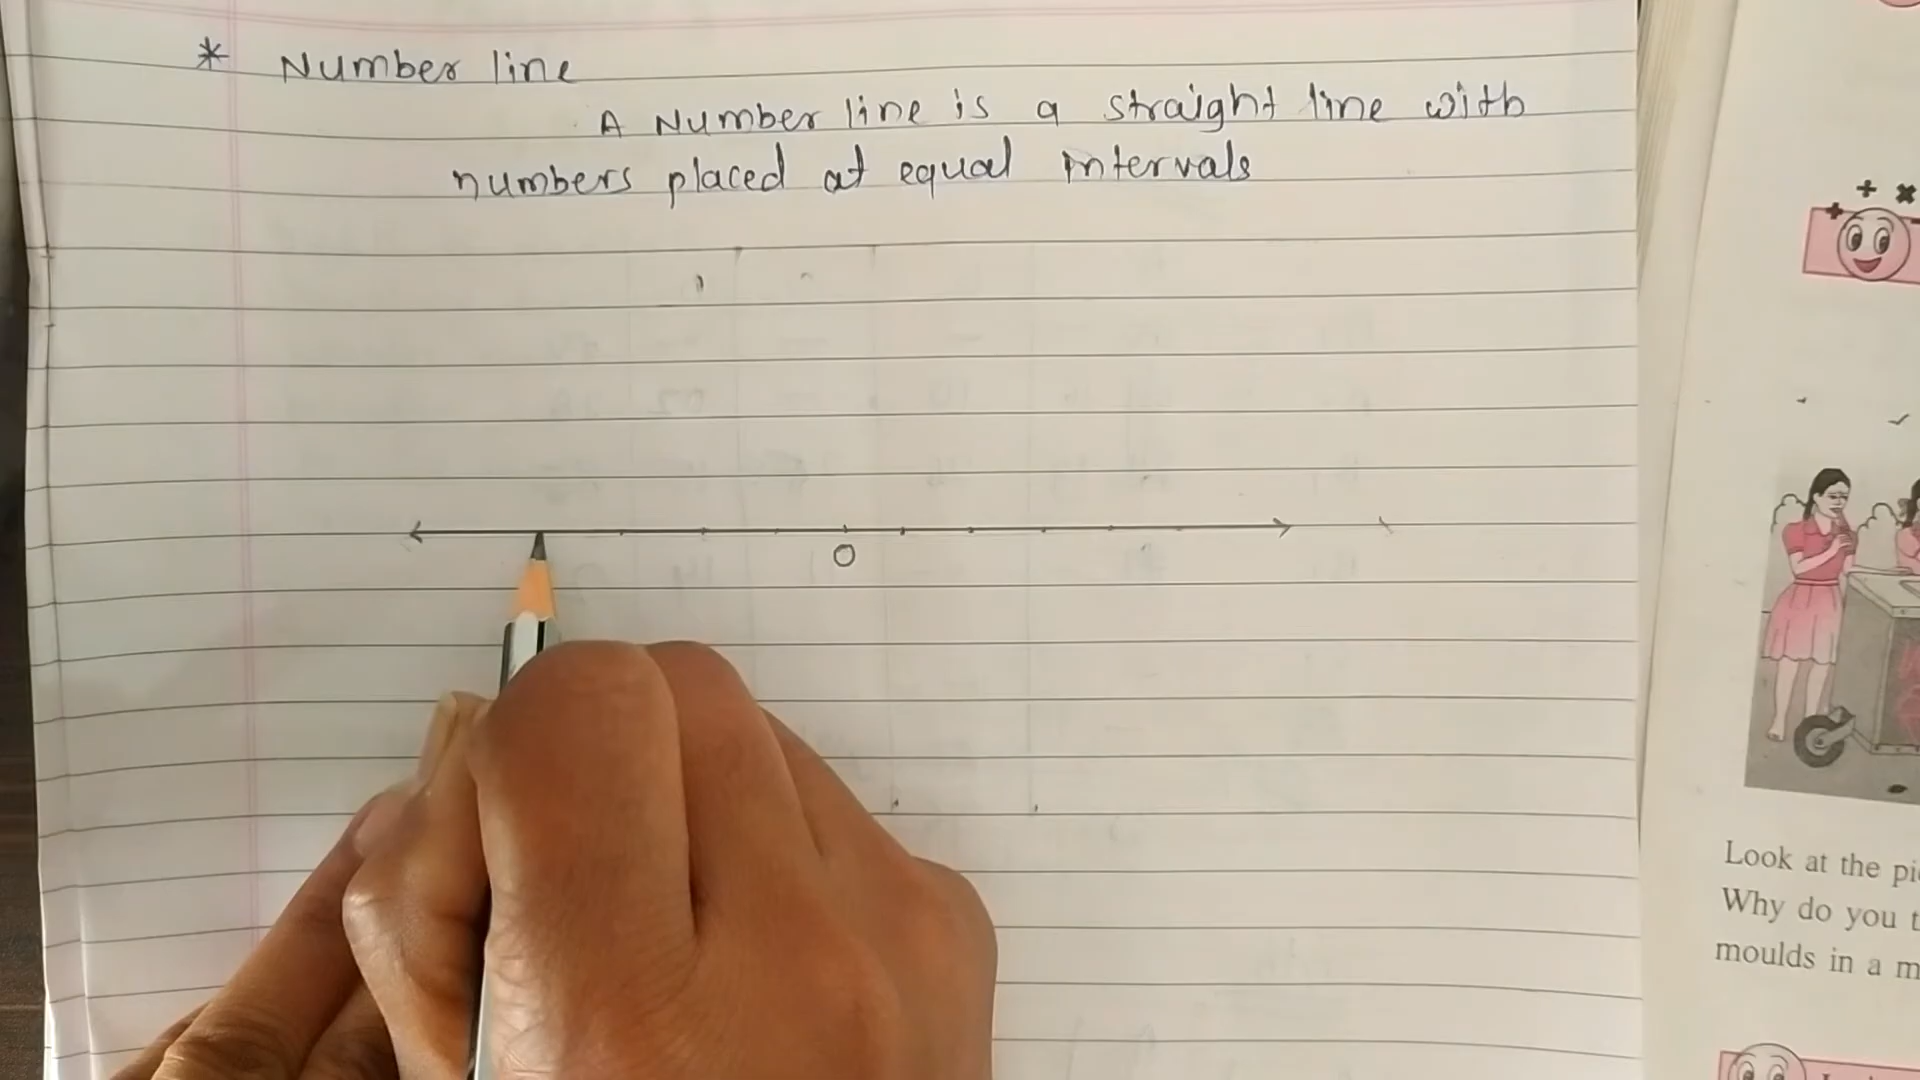 * Number line
A Number line is a straight line with
numbers placed at equal intervals
0
Look at the
Why do you
moulds in a